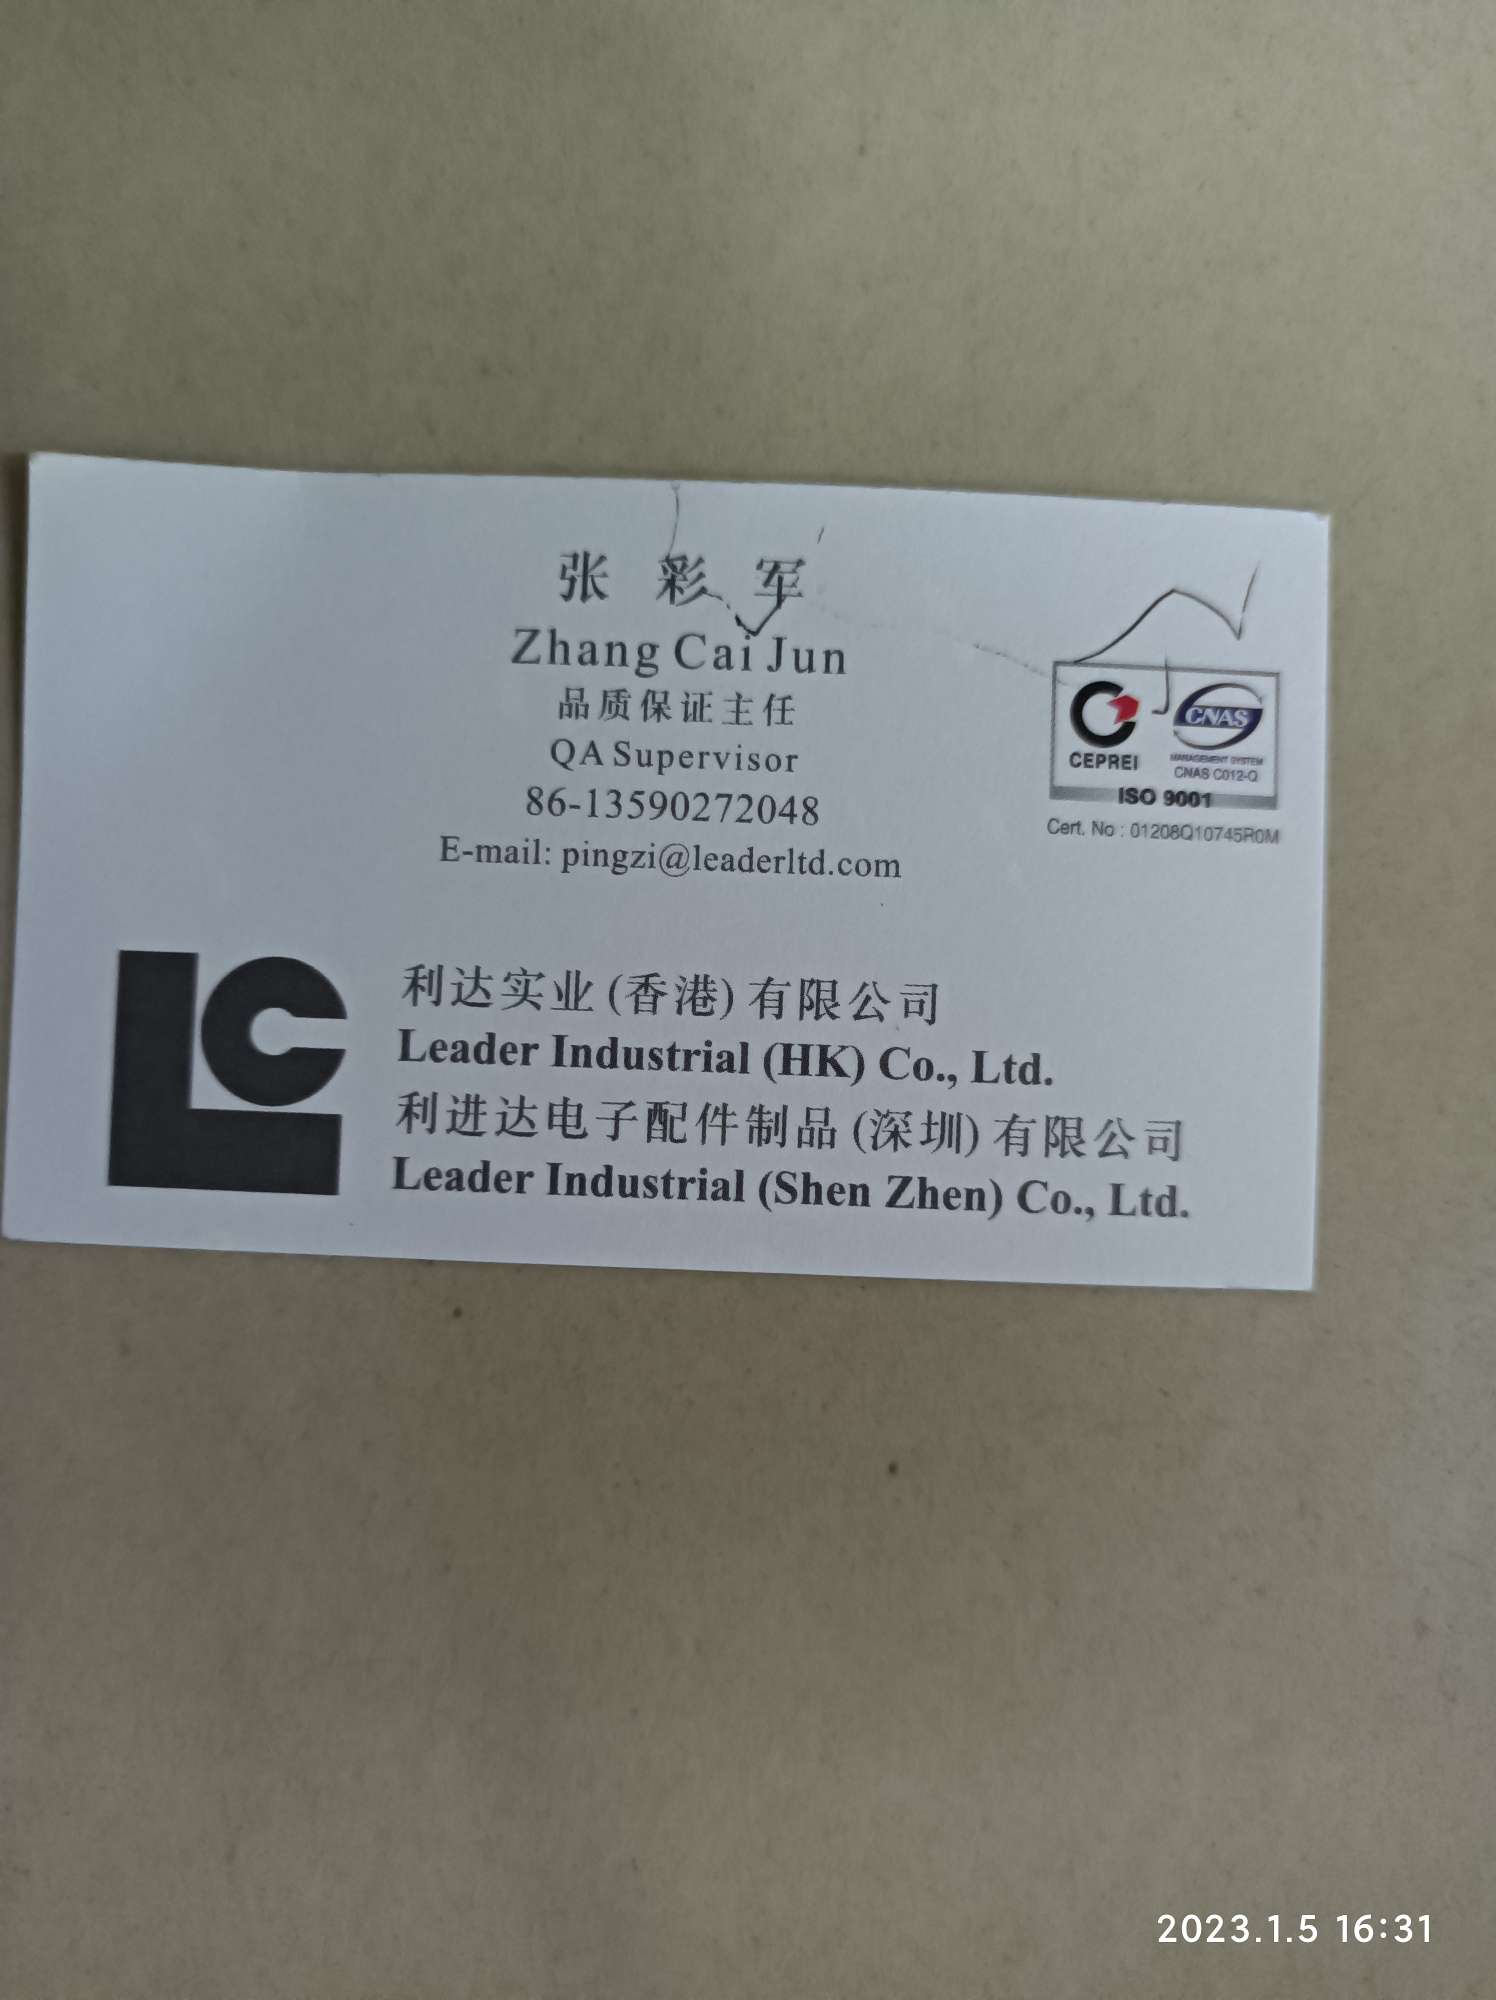 张 彩 军
Zhang Cai Jun
品质保证主任
QA Supervisor
86-13590272048
E-mail: pingzi@leaderltd.com
CEPREI
CNAS
MANAGEMENT SYSTEM
CNAS C012-Q
ISO 9001
Cert. No : 01208Q10745R0M
LC
利达实业 (香港) 有限公司
Leader Industrial (HK) Co., Ltd.
利进达电子配件制品 (深圳) 有限公司
Leader Industrial (Shen Zhen) Co., Ltd.
2023.1.5 16:31